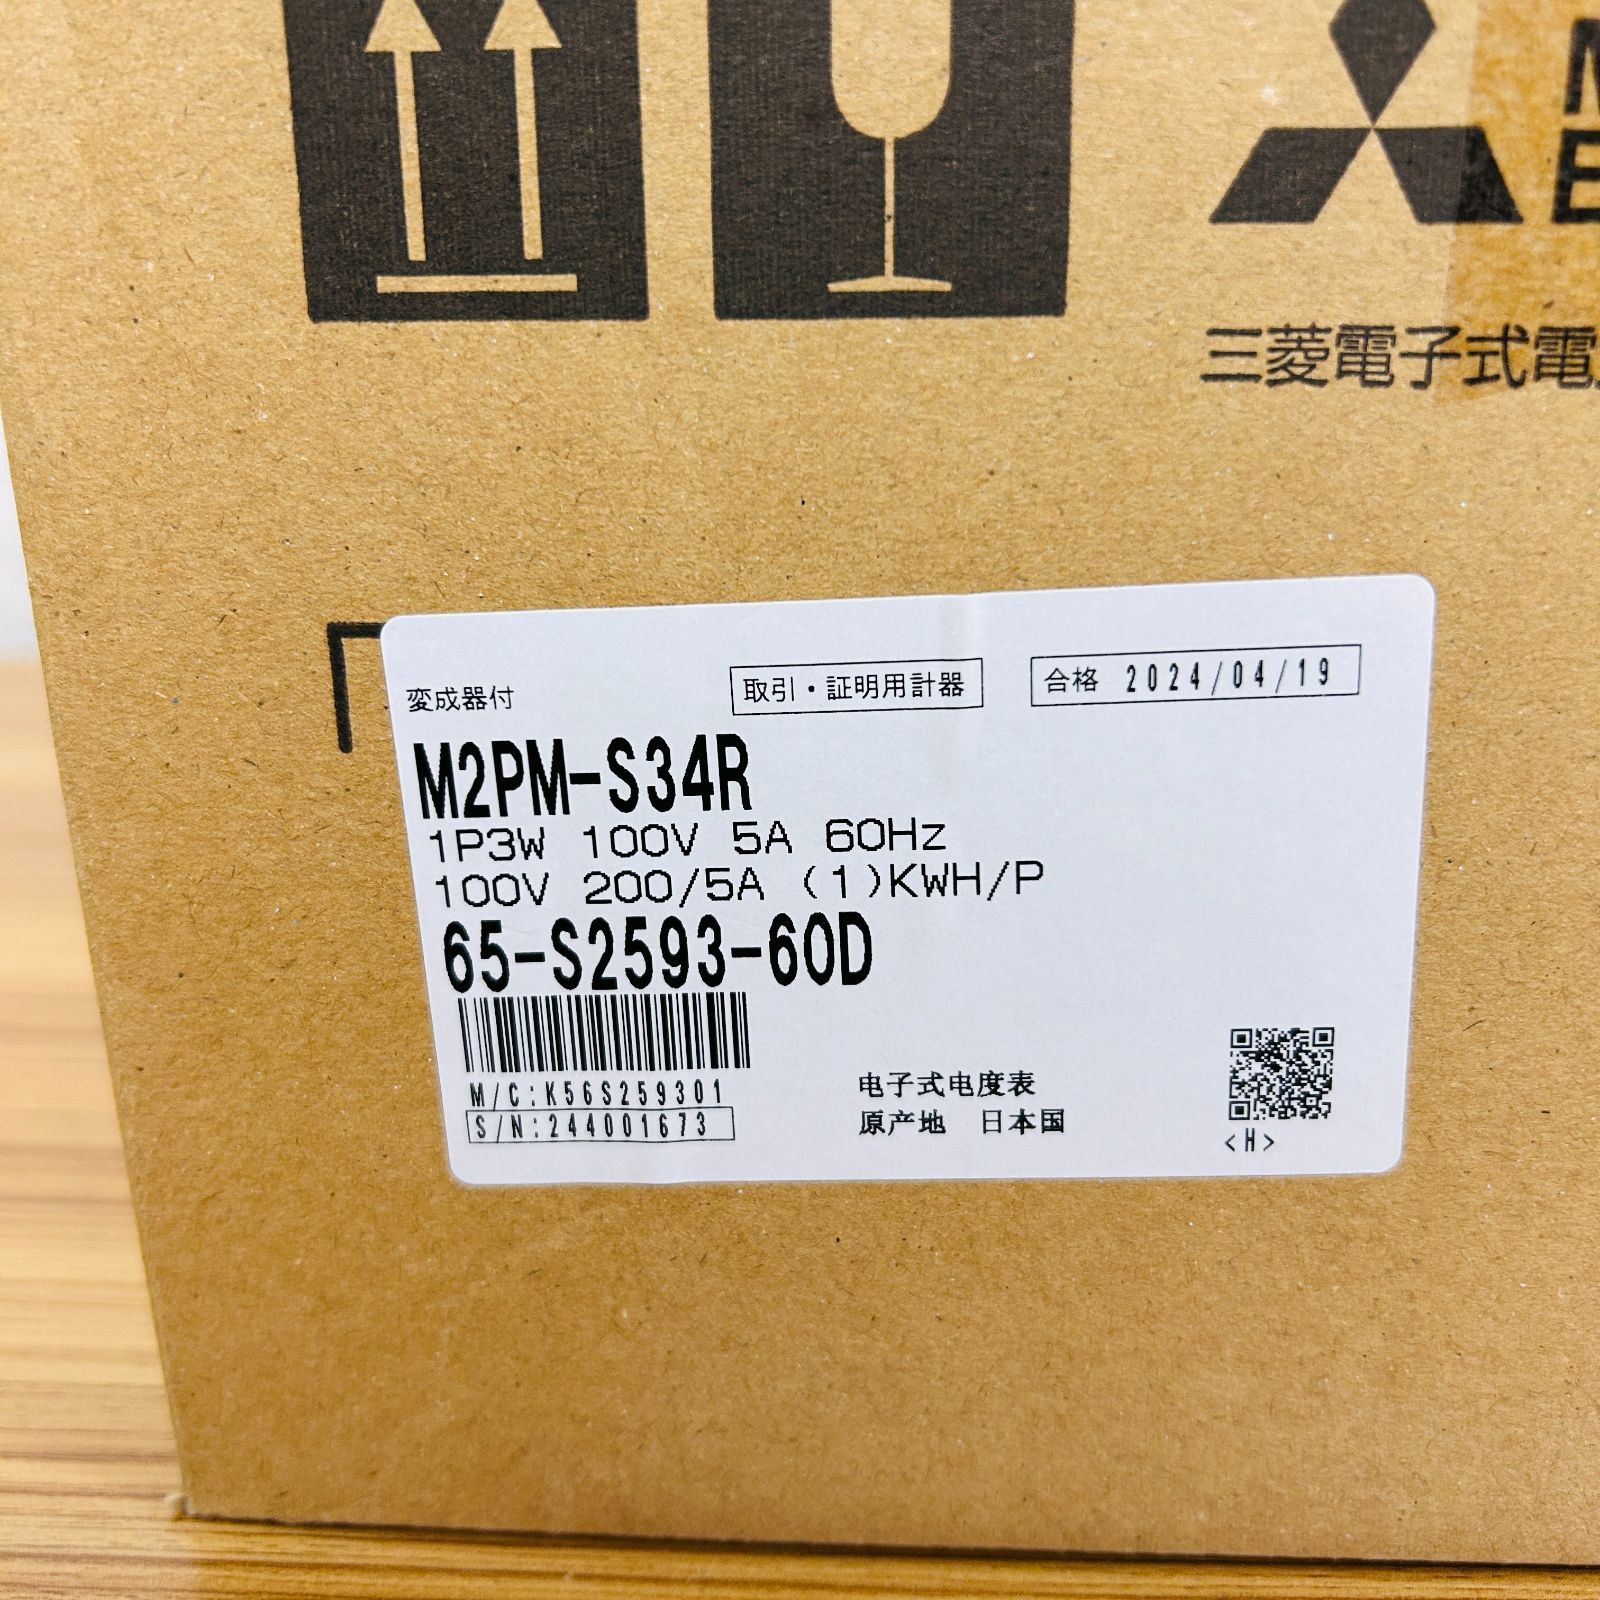 三菱電子式電
変成器付
取引・証明用計器
合格 2024/04/19
M2PM-S34R
1P3W 100V 5A 60Hz
100V 200/5A (1)KWH/P
65-S2593-60D
M/C:K56S259301
S/N:244001673
电子式电度表
原产地 日本国
<H>